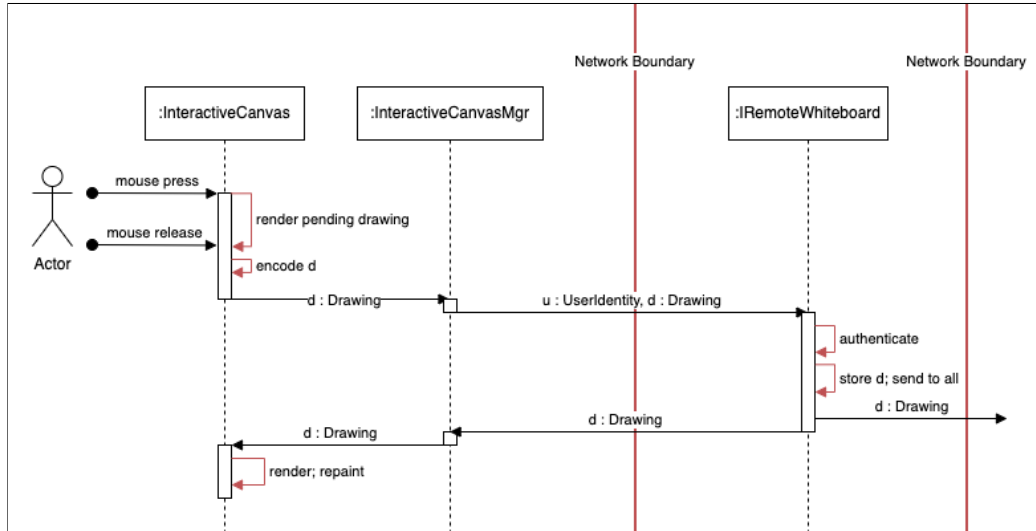 Network Boundary
Network Boundary
:InteractiveCanvas
:InteractiveCanvasMgr
:IRemoteWhiteboard
mouse press
render pending drawing
mouse release
Actor
encode d
d : Drawing
u : UserIdentity, d : Drawing
authenticate
store d; send to all
d : Drawing
d : Drawing
d : Drawing
render; repaint